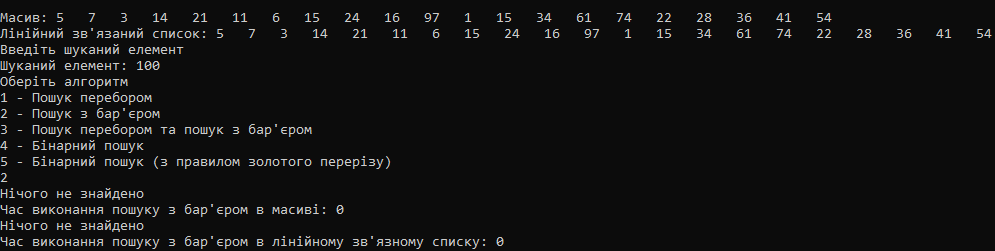 Масив: 5 7 3 14 21 11 6 15 24 16 97 1 15 34 61 74 22 28 36 41 54
Лінійний зв'язаний список: 5 7 3 14 21 11 6 15 24 16 97 1 15 34 61 74 22 28 36 41 54
Введіть шуканий елемент
Шуканий елемент: 100
Оберіть алгоритм
1 - Пошук перебором
2 - Пошук з бар'єром
3 - Пошук перебором та пошук з бар'єром
4 - Бінарний пошук
5 - Бінарний пошук (з правилом золотого перерізу)
2
Нічого не знайдено
Час виконання пошуку з бар'єром в масиві: 0
Нічого не знайдено
Час виконання пошуку з бар'єром в лінійному зв'язному списку: 0